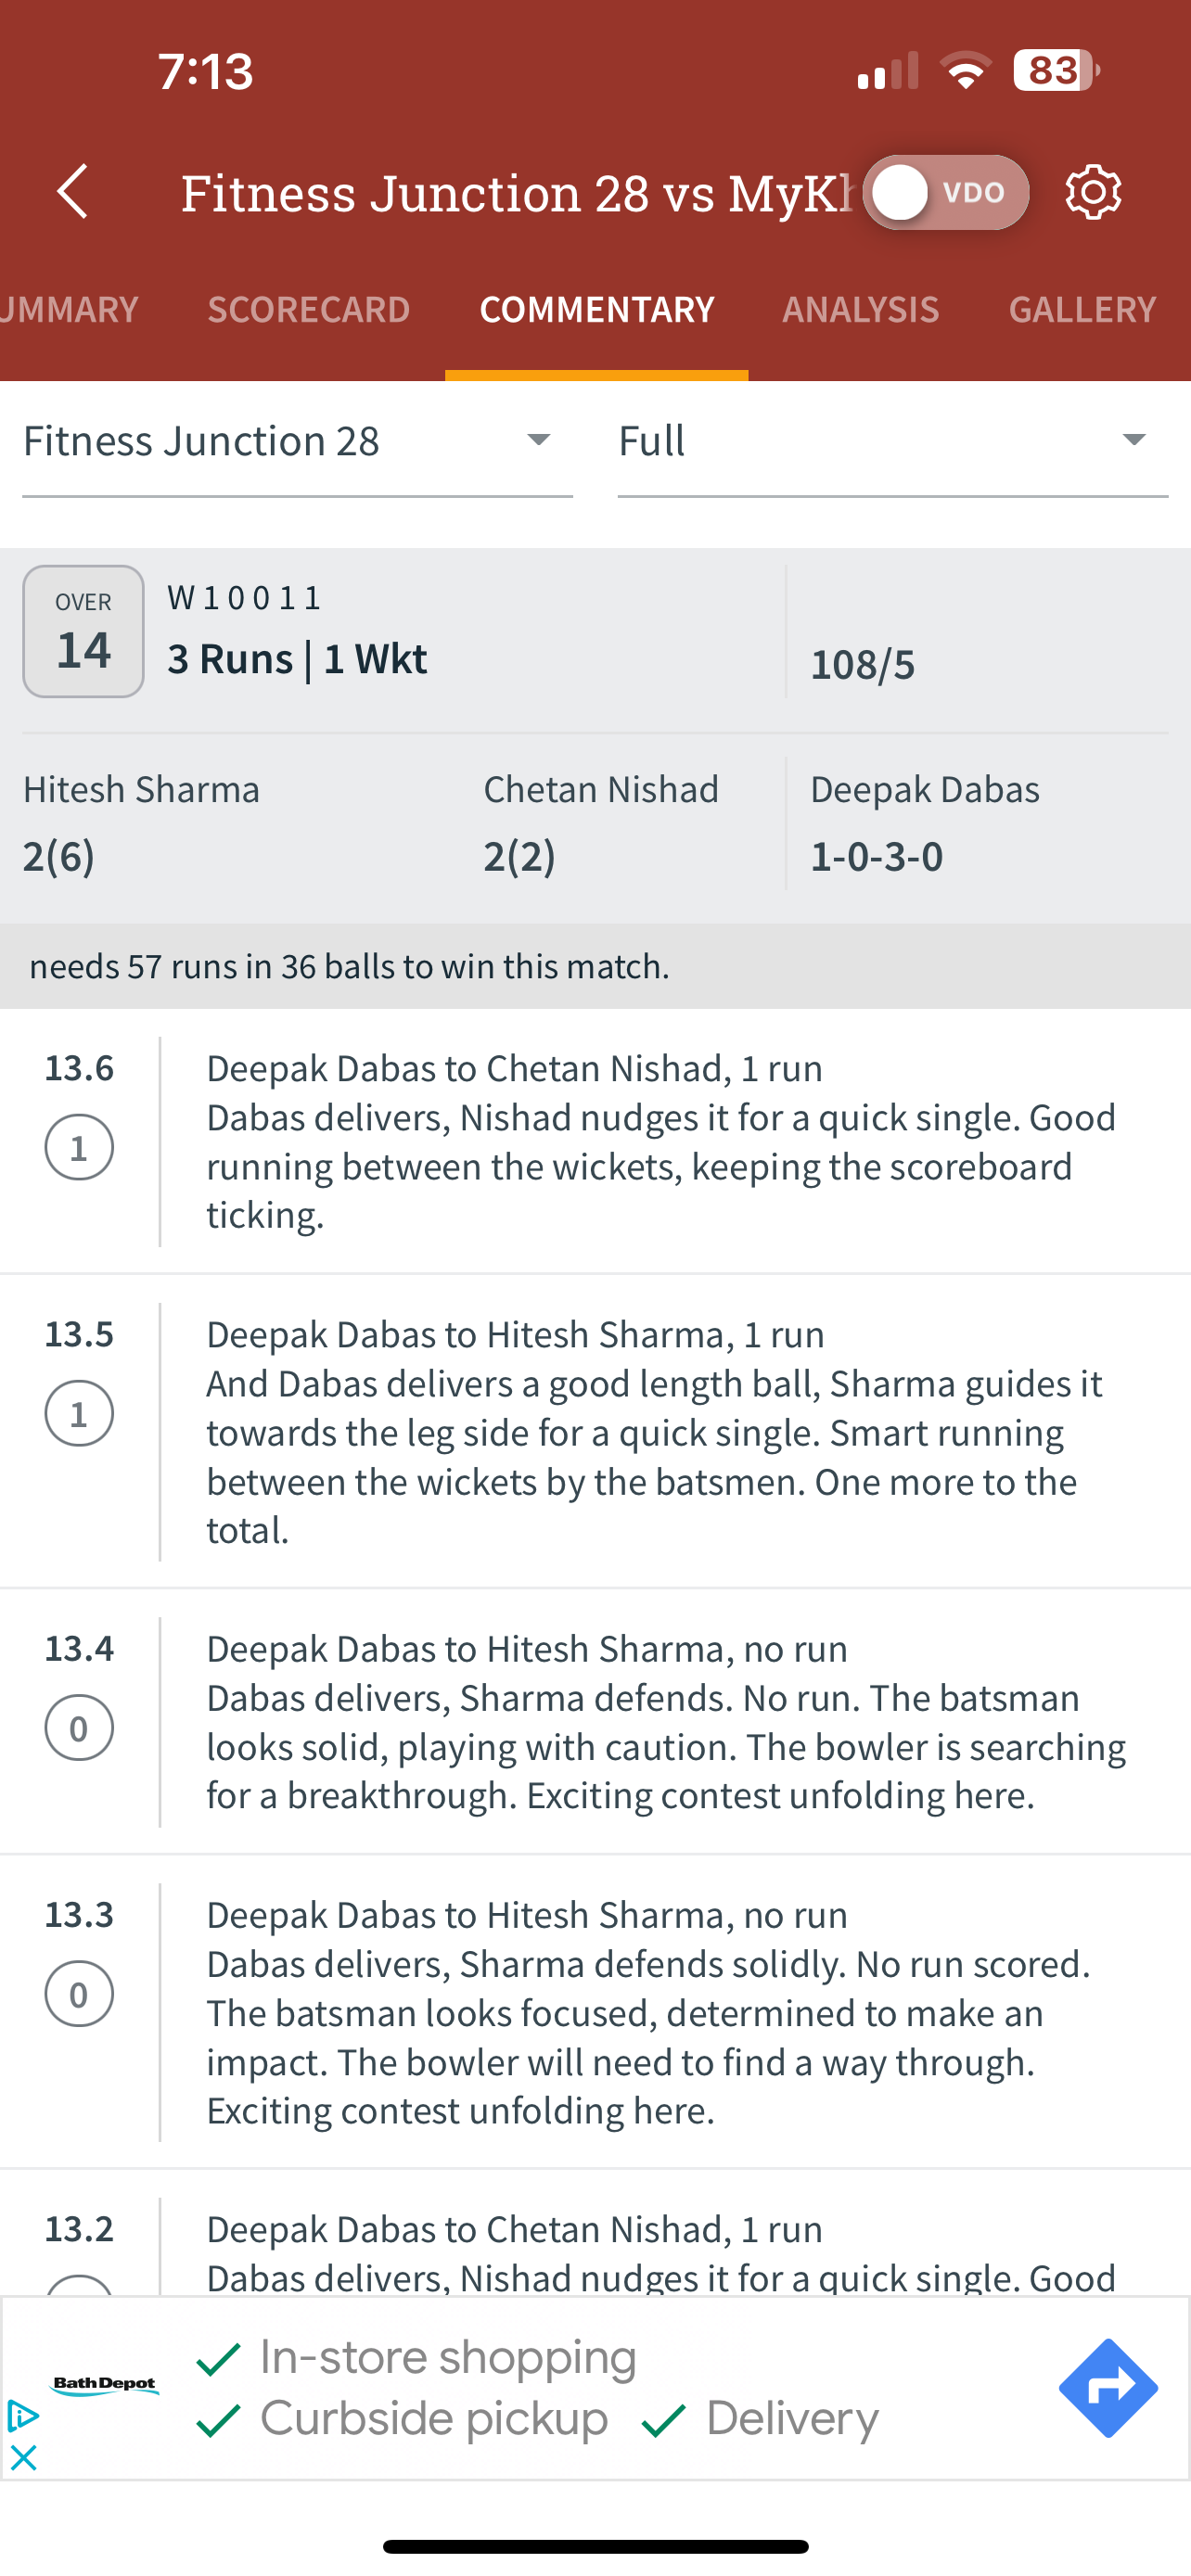 7:13
83
Fitness Junction 28 vs MyK
VDO
UMMARY SCORECARD COMMENTARY ANALYSIS GALLERY
Fitness Junction 28 Full
OVER
14
W 1 0 0 1 1
3 Runs | 1 Wkt
108/5
Hitesh Sharma Chetan Nishad Deepak Dabas
2(6) 2(2) 1-0-3-0
needs 57 runs in 36 balls to win this match.
13.6
1
Deepak Dabas to Chetan Nishad, 1 run
Dabas delivers, Nishad nudges it for a quick single. Good
running between the wickets, keeping the scoreboard
ticking.
13.5
1
Deepak Dabas to Hitesh Sharma, 1 run
And Dabas delivers a good length ball, Sharma guides it
towards the leg side for a quick single. Smart running
between the wickets by the batsmen. One more to the
total.
13.4
0
Deepak Dabas to Hitesh Sharma, no run
Dabas delivers, Sharma defends. No run. The batsman
looks solid, playing with caution. The bowler is searching
for a breakthrough. Exciting contest unfolding here.
13.3
0
Deepak Dabas to Hitesh Sharma, no run
Dabas delivers, Sharma defends solidly. No run scored.
The batsman looks focused, determined to make an
impact. The bowler will need to find a way through.
Exciting contest unfolding here.
13.2
Deepak Dabas to Chetan Nishad, 1 run
Dabas delivers, Nishad nudges it for a quick single. Good
Bath Depot
In-store shopping
Curbside pickup Delivery